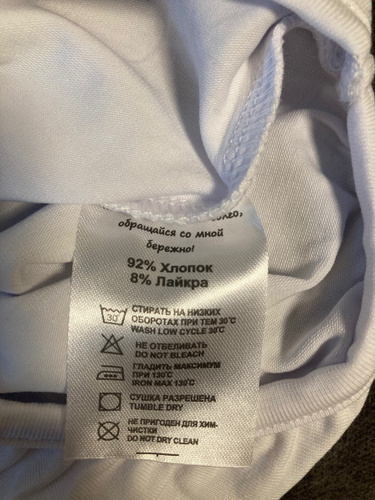 обращайся со мной
бережно!
92% Хлопок
8% Лайкра
30°
СТИРАТЬ НА НИЗКИХ
ОБОРОТАХ ПРИ ТЕМ 30°C
WASH LOW CYCLE 30°C
НЕ ОТБЕЛИВАТЬ
DO NOT BLEACH
ГЛАДИТЬ МАКСИМУМ
ПРИ 130°C
IRON MAX 130°C
СУШКА РАЗРЕШЕНА
TUMBLE DRY
НЕ ПРИГОДЕН ДЛЯ ХИМ-
ЧИСТКИ
DO NOT DRY CLEAN